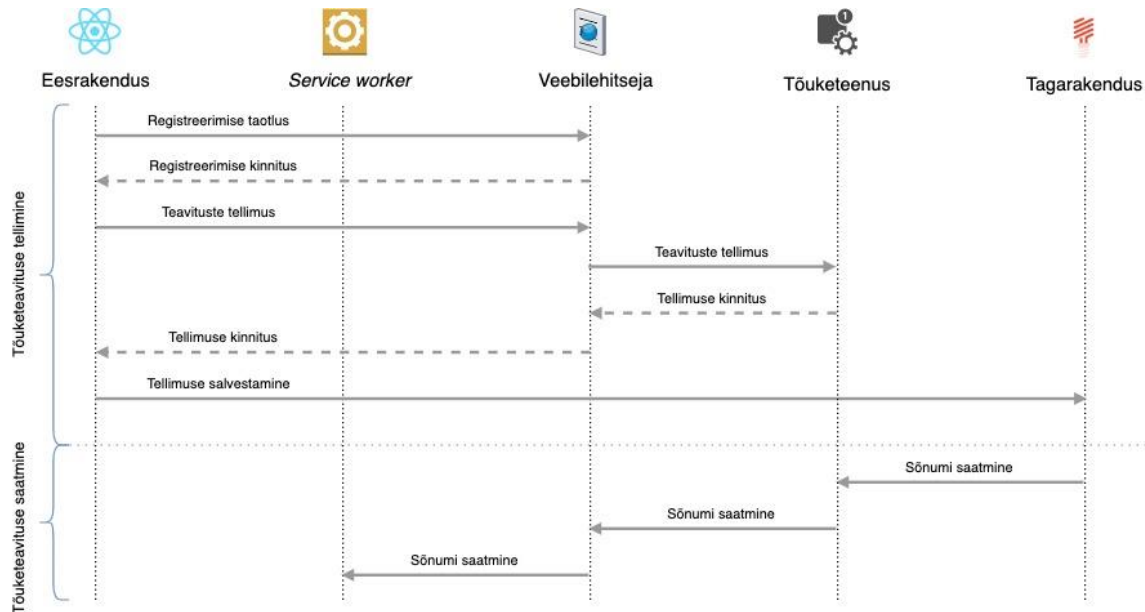 1
Eesrakendus
Service worker
Veebilehitseja
Tõuketeenus
Tagarakendus
Tõuketeavituse tellimine
Registreerimise taotlus
Registreerimise kinnitus
Teavituste tellimus
Teavituste tellimus
Tellimuse kinnitus
Tellimuse kinnitus
Tellimuse salvestamine
Tõuketeavituse saatmine
Sõnumi saatmine
Sõnumi saatmine
Sõnumi saatmine